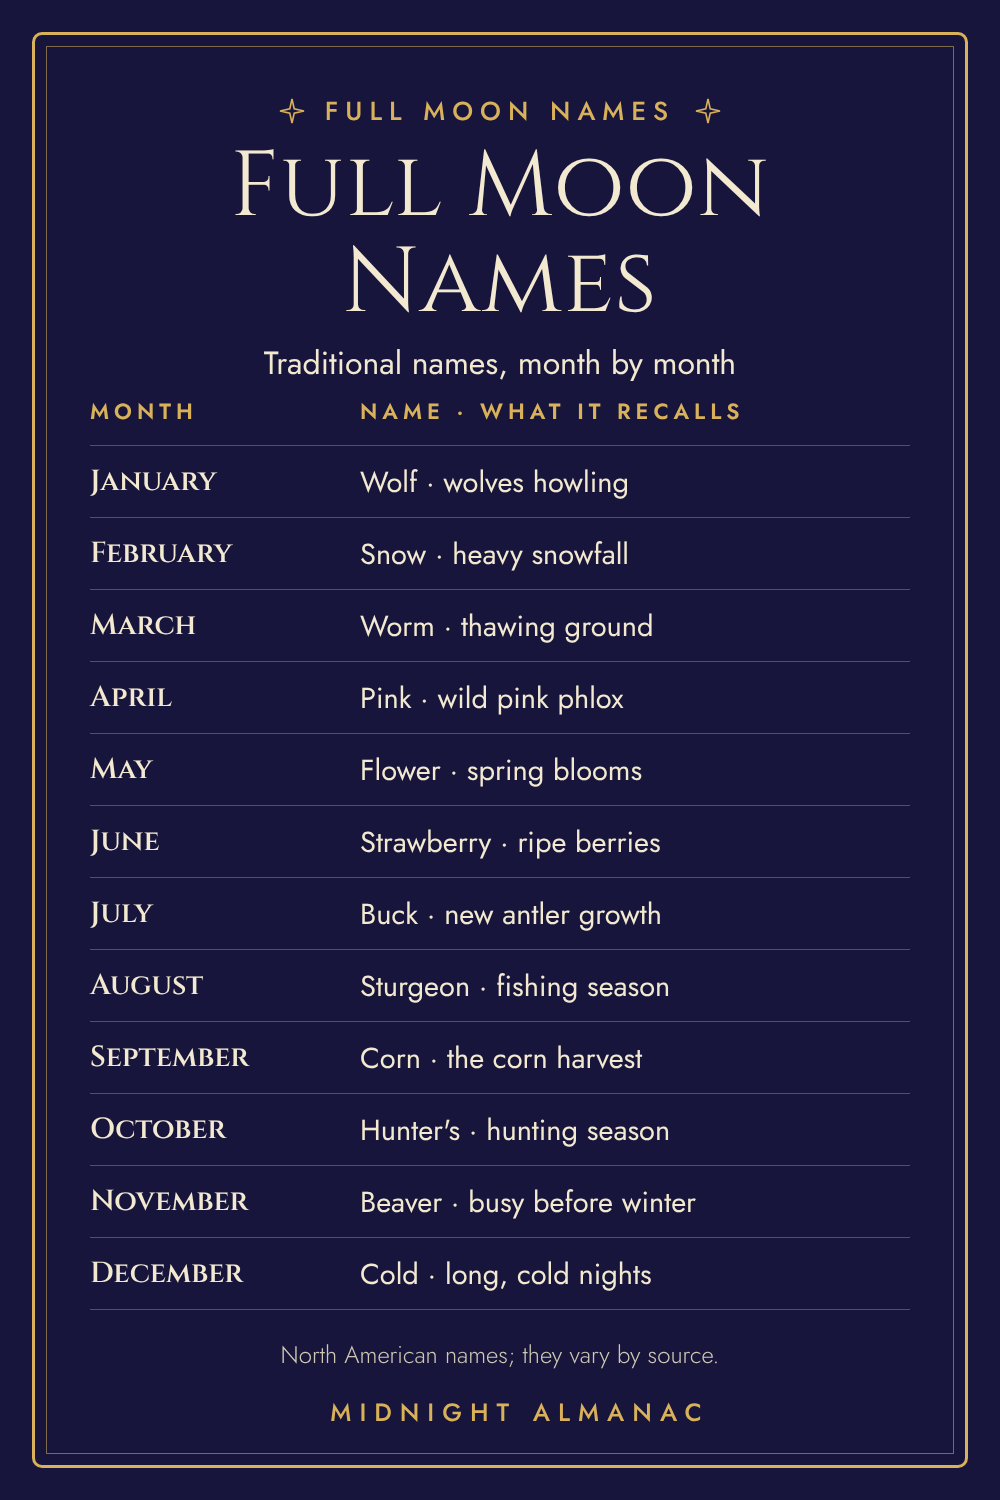 FULL MOON NAMES
Full Moon
Names
Traditional names, month by month
MONTH NAME · WHAT IT RECALLS
January Wolf · wolves howling
February Snow · heavy snowfall
March Worm · thawing ground
April Pink · wild pink phlox
May Flower · spring blooms
June Strawberry · ripe berries
July Buck · new antler growth
August Sturgeon · fishing season
September Corn · the corn harvest
October Hunter's · hunting season
November Beaver · busy before winter
December Cold · long, cold nights
North American names; they vary by source.
MIDNIGHT ALMANAC